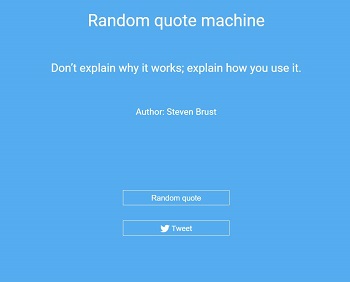 Random quote machine
Don't explain why it works; explain how you use it.
Author: Steven Brust
Random quote
Tweet